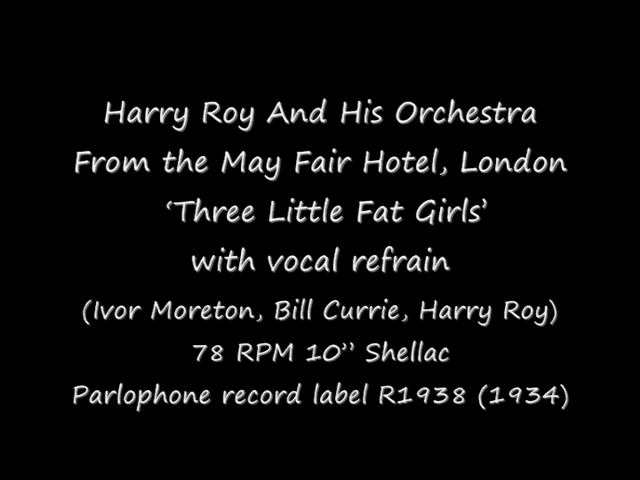 Harry Roy And His Orchestra
From the May Fair Hotel, London
‘Three Little Fat Girls’
with vocal refrain
(Ivor Moreton, Bill Currie, Harry Roy)
78 RPM 10” Shellac
Parlophone record label R1938 (1934)